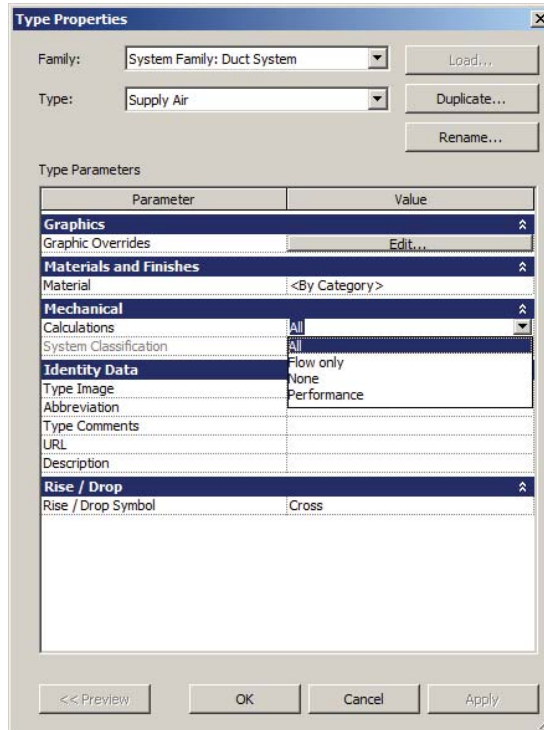 Type Properties
Family: System Family: Duct System Load...
Type: Supply Air Duplicate...
Rename...
Type Parameters
Parameter Value
Graphics
Graphic Overrides Edit...
Materials and Finishes
Material <By Category>
Mechanical
Calculations All
System Classification All
Flow only
Identity Data
None
Type Image
Performance
Abbreviation
Type Comments
URL
Description
Rise / Drop
Rise / Drop Symbol Cross
<< Preview OK Cancel Apply